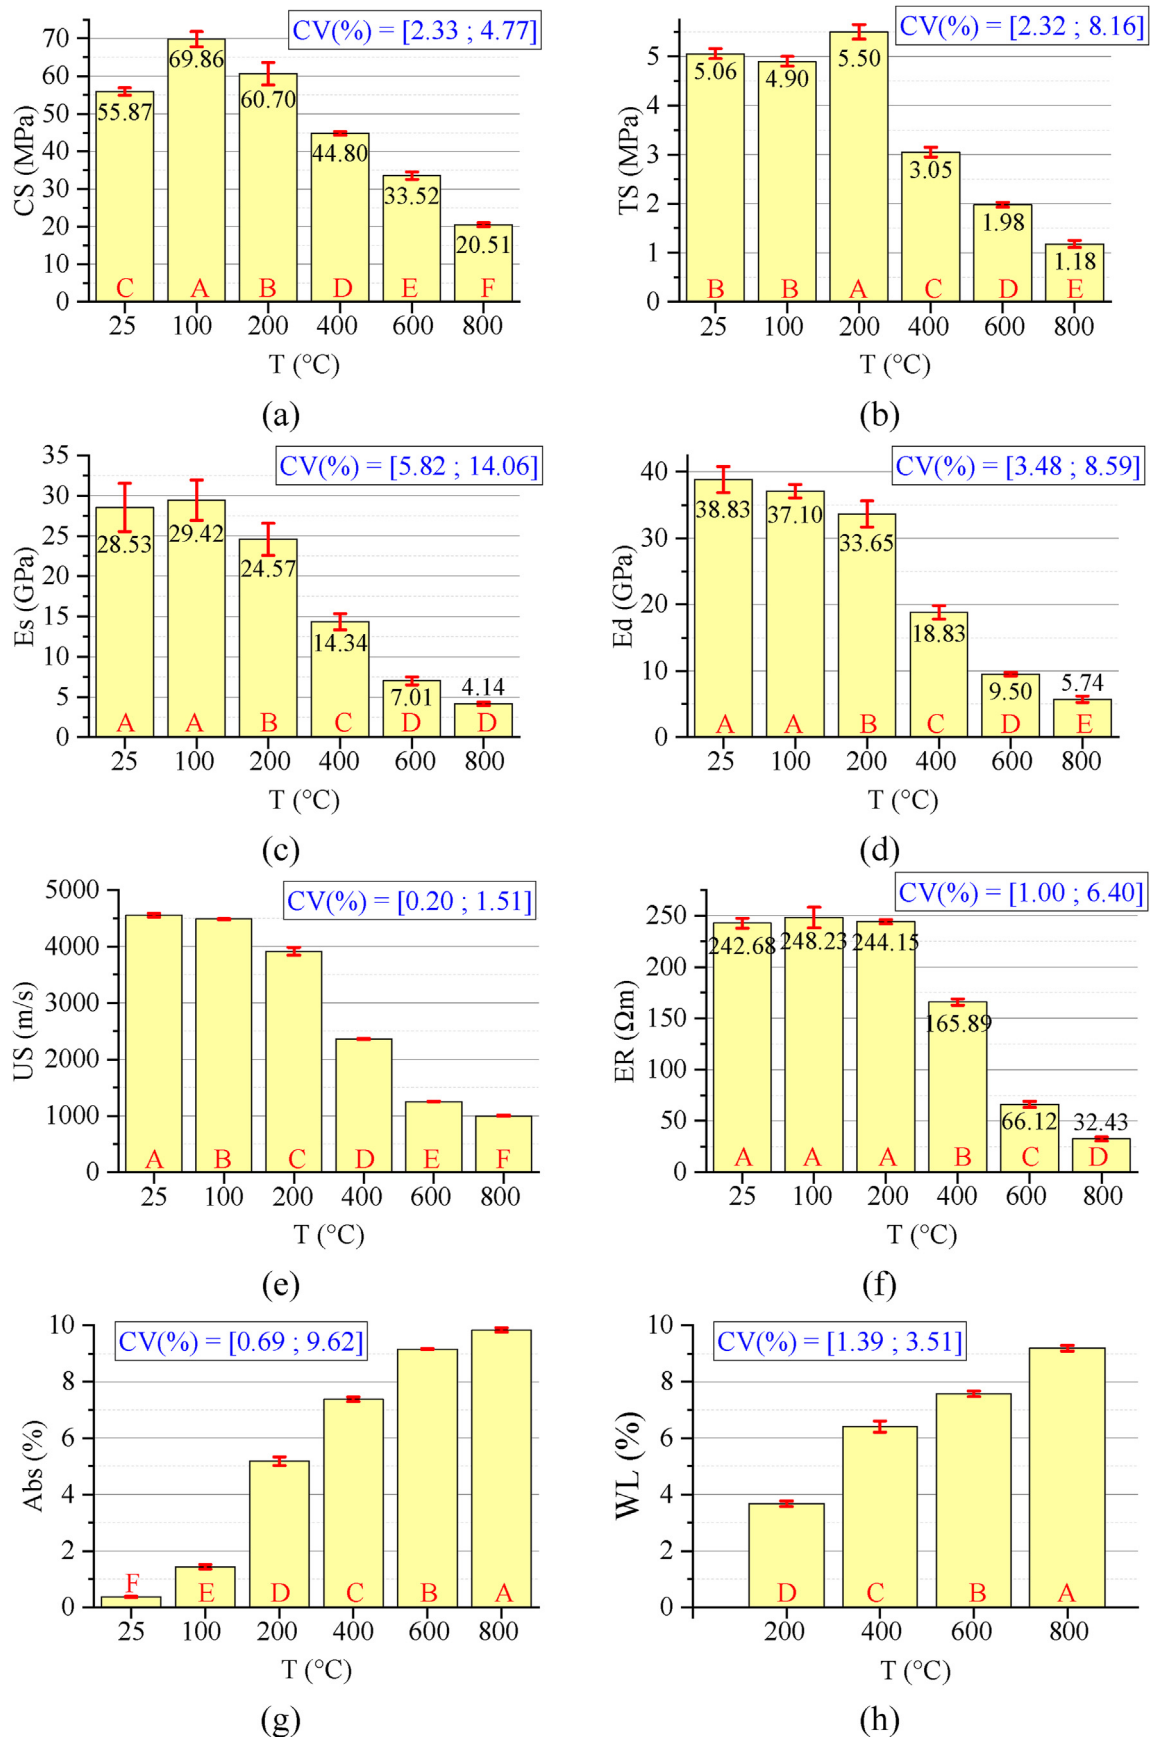 CV(%) = [2.33 ; 4.77]
CS (MPa)
70
60
50
40
30
20
10
0
55.87
69.86
60.70
44.80
33.52
20.51
C A B D E F
25 100 200 400 600 800
T (°C)
(a)
CV(%) = [2.32 ; 8.16]
TS (MPa)
5
4
3
2
1
0
5.06
4.90
5.50
3.05
1.98
1.18
B B A C D E
25 100 200 400 600 800
T (°C)
(b)
CV(%) = [5.82 ; 14.06]
Es (GPa)
35
30
25
20
15
10
5
0
28.53
29.42
24.57
14.34
7.01
4.14
A A B C D D
25 100 200 400 600 800
T (°C)
(c)
CV(%) = [3.48 ; 8.59]
Ed (GPa)
40
30
20
10
0
38.83
37.10
33.65
18.83
9.50
5.74
A A B C D E
25 100 200 400 600 800
T (°C)
(d)
CV(%) = [0.20 ; 1.51]
US (m/s)
5000
4000
3000
2000
1000
0
A B C D E F
25 100 200 400 600 800
T (°C)
(e)
CV(%) = [1.00 ; 6.40]
ER (Ωm)
250
200
150
100
50
0
242.68
248.23
244.15
165.89
66.12
32.43
A A A B C D
25 100 200 400 600 800
T (°C)
(f)
CV(%) = [0.69 ; 9.62]
Abs (%)
10
8
6
4
2
0
F E D C B A
25 100 200 400 600 800
T (°C)
(g)
CV(%) = [1.39 ; 3.51]
WL (%)
10
8
6
4
2
0
D C B A
200 400 600 800
T (°C)
(h)